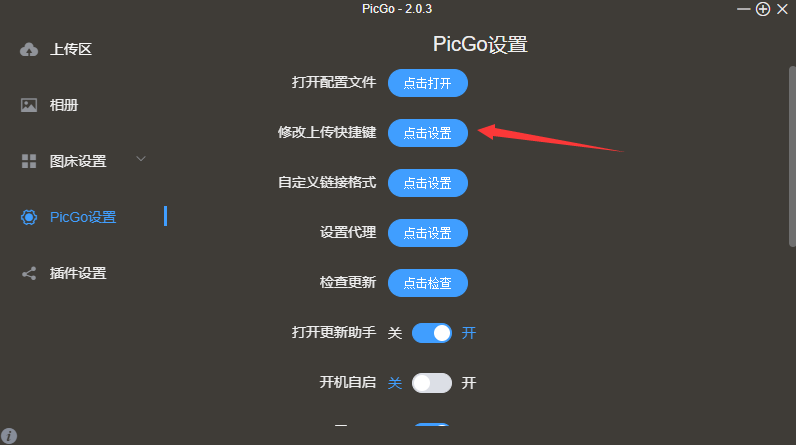 PicGo - 2.0.3
上传区
相册
图床设置
PicGo设置
插件设置
PicGo设置
打开配置文件 点击打开
修改上传快捷键 点击设置
自定义链接格式 点击设置
设置代理 点击设置
检查更新 点击检查
打开更新助手 关 开
开机自启 关 开